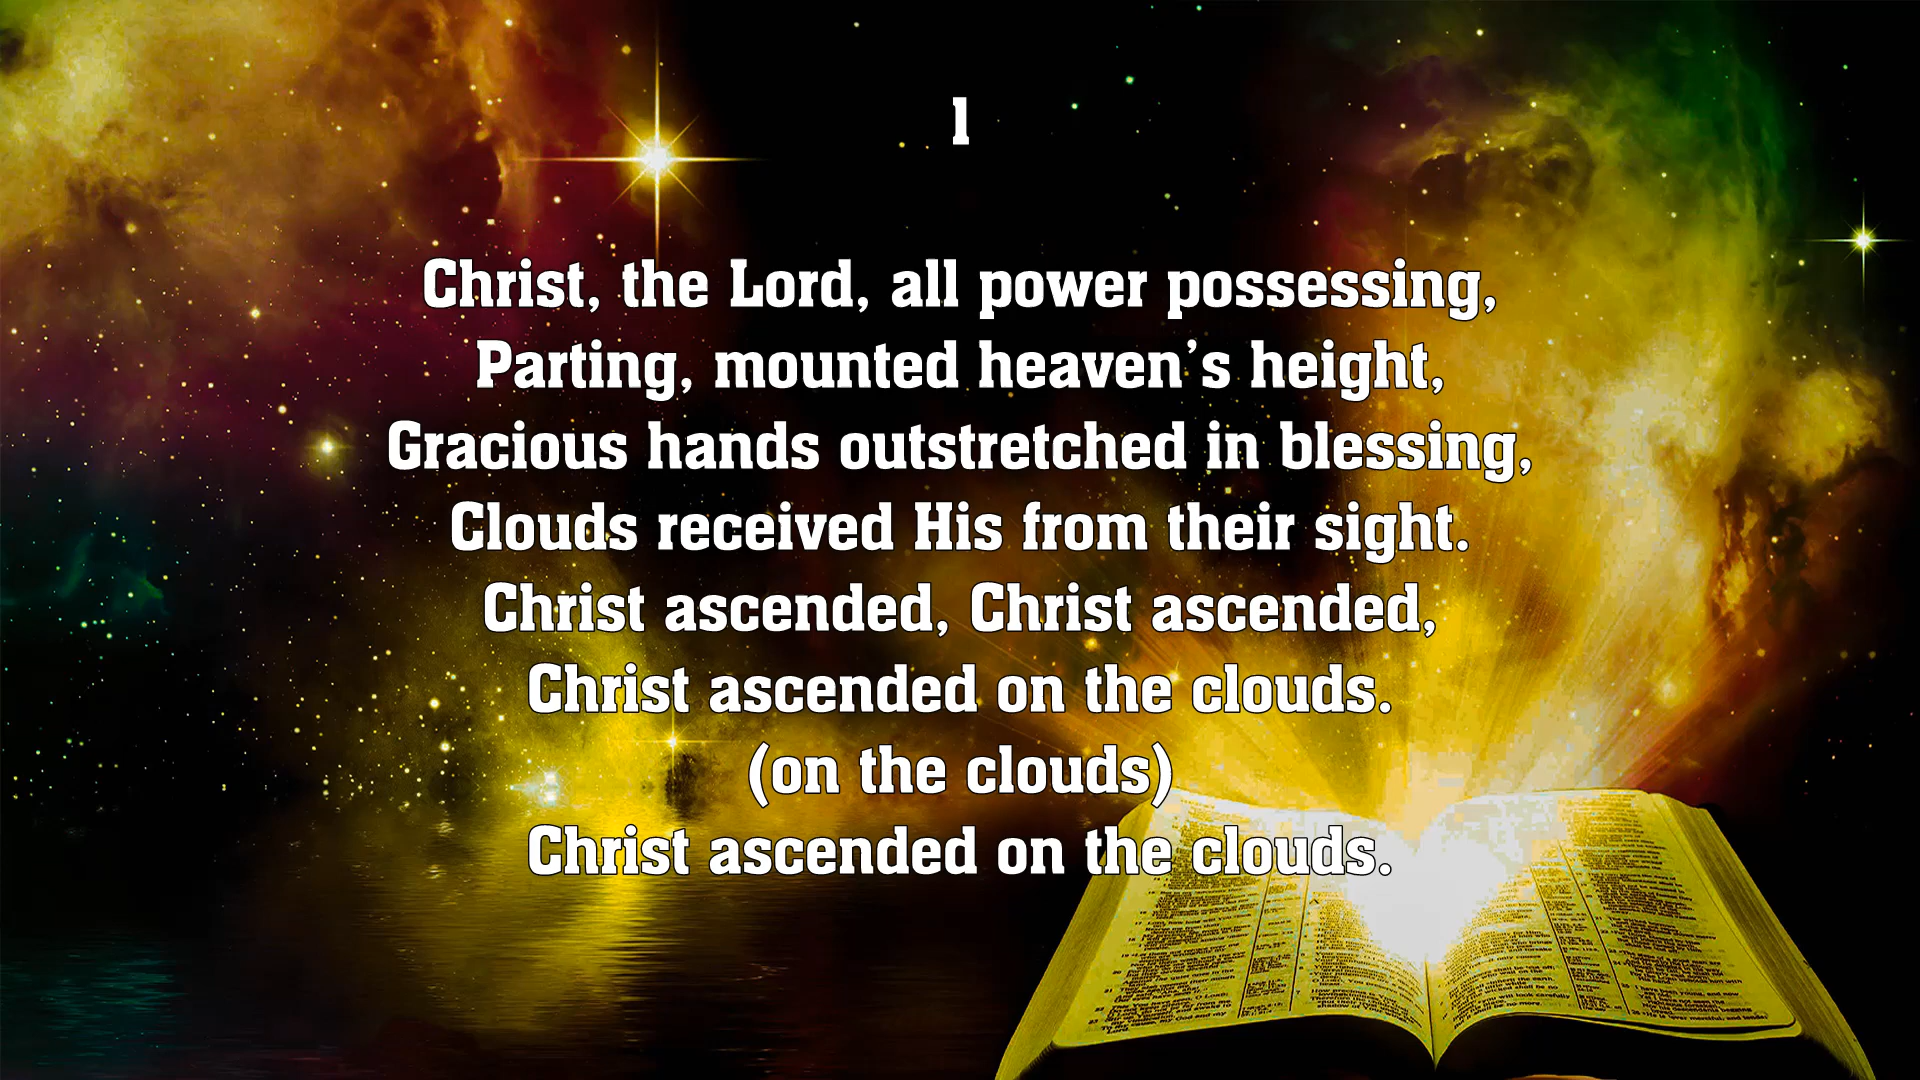 1
Christ, the Lord, all power possessing,
Parting, mounted heaven’s height,
Gracious hands outstretched in blessing,
Clouds received His from their sight.
Christ ascended, Christ ascended,
Christ ascended on the clouds.
(on the clouds)
Christ ascended on the clouds.